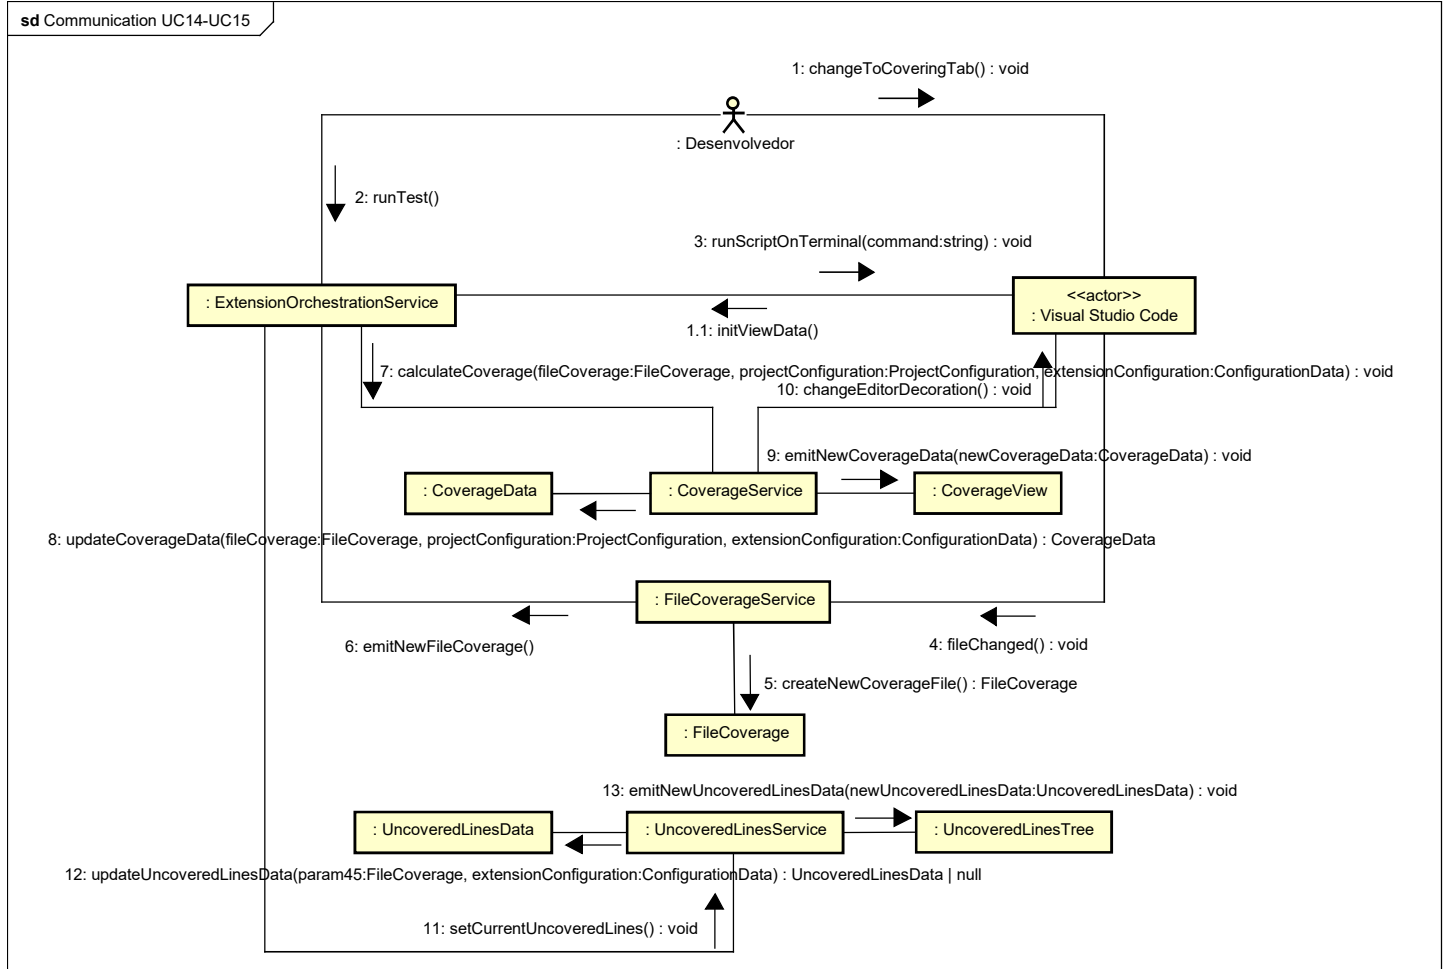 sd Communication UC14-UC15
1: changeToCoveringTab() : void
: Desenvolvedor
2: runTest()
3: runScriptOnTerminal(command:string) : void
: ExtensionOrchestrationService
<<actor>>
: Visual Studio Code
1.1: initViewData()
7: calculateCoverage(fileCoverage:FileCoverage, projectConfiguration:ProjectConfiguration, extensionConfiguration:ConfigurationData) : void
10: changeEditorDecoration() : void
9: emitNewCoverageData(newCoverageData:CoverageData) : void
: CoverageData
: CoverageService
: CoverageView
8: updateCoverageData(fileCoverage:FileCoverage, projectConfiguration:ProjectConfiguration, extensionConfiguration:ConfigurationData) : CoverageData
: FileCoverageService
6: emitNewFileCoverage()
4: fileChanged() : void
5: createNewCoverageFile() : FileCoverage
: FileCoverage
13: emitNewUncoveredLinesData(newUncoveredLinesData:UncoveredLinesData) : void
: UncoveredLinesData
: UncoveredLinesService
: UncoveredLinesTree
12: updateUncoveredLinesData(param45:FileCoverage, extensionConfiguration:ConfigurationData) : UncoveredLinesData | null
11: setCurrentUncoveredLines() : void